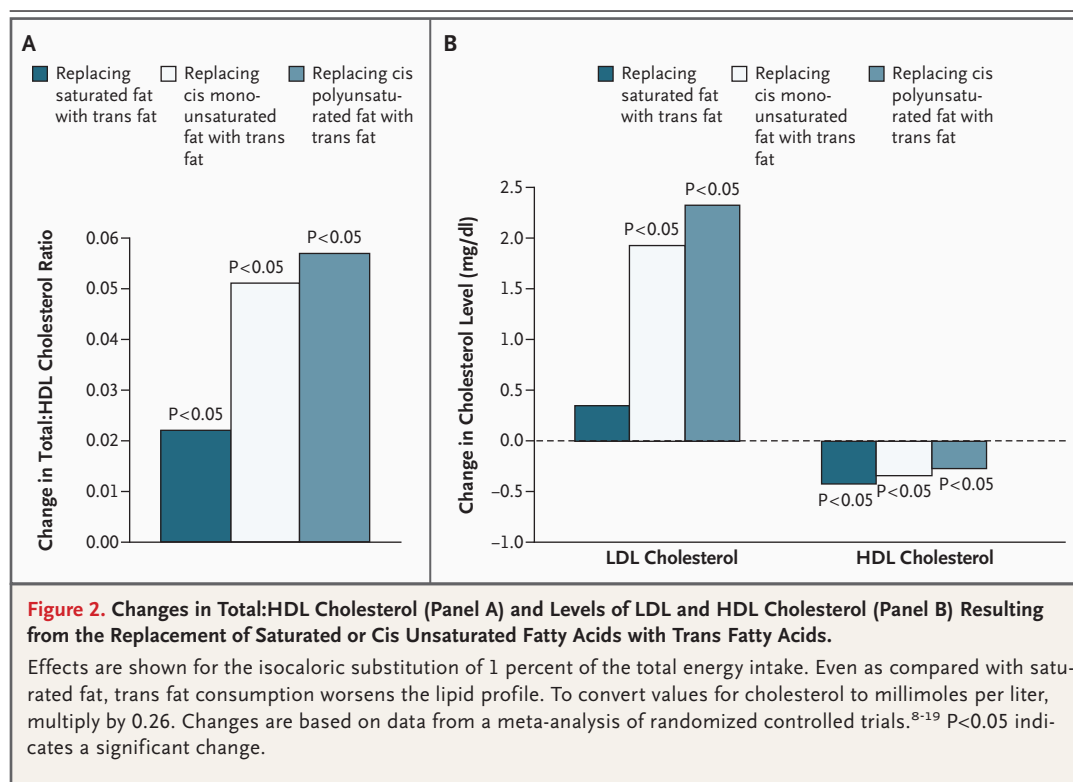 A
Replacing
saturated fat
with trans fat
Replacing
cis mono-
unsaturated
fat with trans
fat
Replacing cis
polyunsatu-
rated fat with
trans fat
Change in Total:HDL Cholesterol Ratio
0.06
0.05
0.04
0.03
0.02
0.01
0.00
P<0.05
P<0.05
P<0.05
B
Replacing
saturated fat
with trans fat
Replacing
cis mono-
unsaturated
fat with trans
fat
Replacing cis
polyunsatu-
rated fat with
trans fat
Change in Cholesterol Level (mg/dl)
2.5
2.0
1.5
1.0
0.5
0.0
−0.5
−1.0
P<0.05
P<0.05
P<0.05
P<0.05
P<0.05
LDL Cholesterol
HDL Cholesterol
Figure 2. Changes in Total:HDL Cholesterol (Panel A) and Levels of LDL and HDL Cholesterol (Panel B) Resulting
from the Replacement of Saturated or Cis Unsaturated Fatty Acids with Trans Fatty Acids.
Effects are shown for the isocaloric substitution of 1 percent of the total energy intake. Even as compared with satu-
rated fat, trans fat consumption worsens the lipid profile. To convert values for cholesterol to millimoles per liter,
multiply by 0.26. Changes are based on data from a meta-analysis of randomized controlled trials.8-19 P<0.05 indi-
cates a significant change.